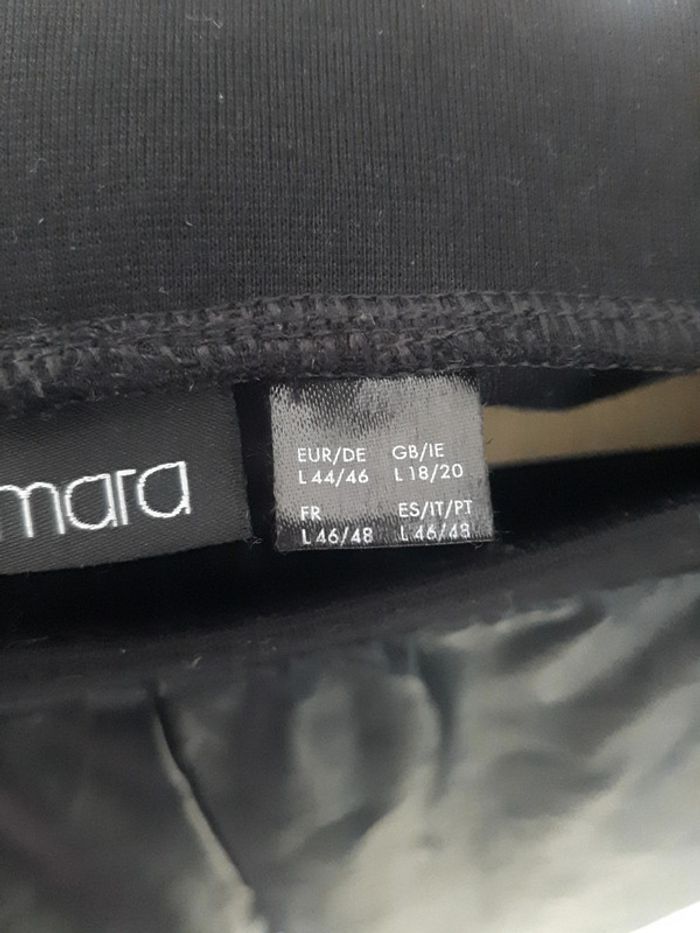 mara
EUR/DE GB/IE
L 44/46 L 18/20
FR ES/IT/PT
L 46/48 L 46/48